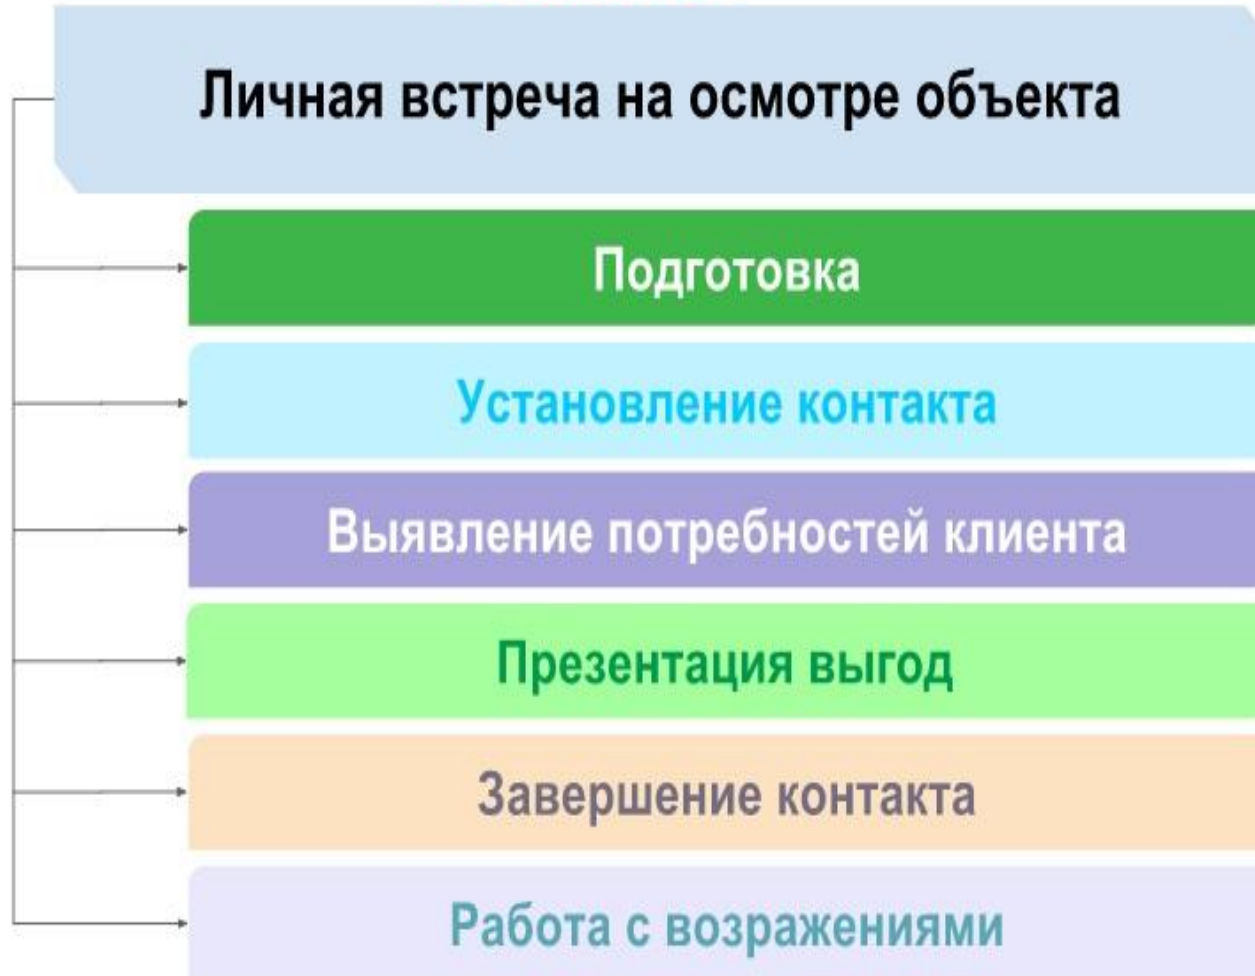 Личная встреча на осмотре объекта
Подготовка
Установление контакта
Выявление потребностей клиента
Презентация выгод
Завершение контакта
Работа с возражениями